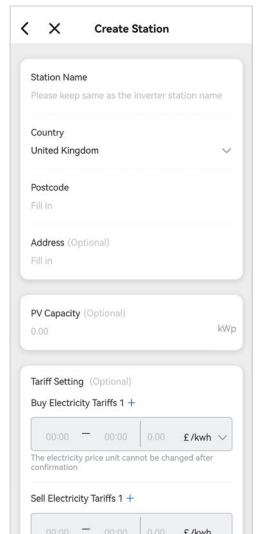 Create Station
Station Name
Please keep same as the inverter station name
Country
United Kingdom
Postcode
Fill in
Address (Optional)
Fill in
PV Capacity (Optional)
0.00 kWp
Tariff Setting (Optional)
Buy Electricity Tariffs 1 +
00:00 — 00:00 0.00 £/kwh
The electricity price unit cannot be changed after
confirmation
Sell Electricity Tariffs 1 +
00:00 — 00:00 0.00 £/kwh